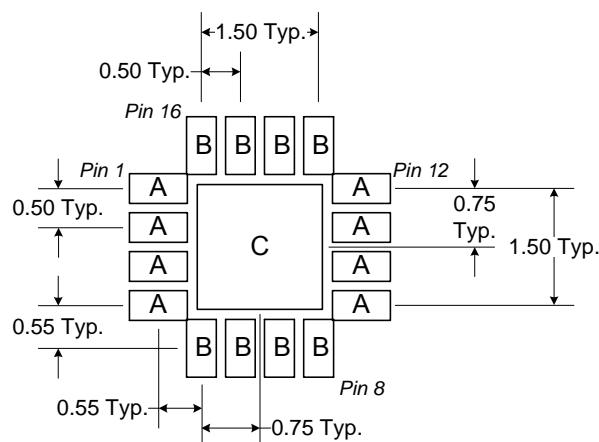 1.50 Typ.
0.50 Typ.
Pin 16
B B B B
Pin 1
Pin 12
A
A
0.50 Typ.
0.75
Typ.
A
A
C
1.50 Typ.
A
A
A
A
0.55 Typ.
B B B B
Pin 8
0.55 Typ.
0.75 Typ.